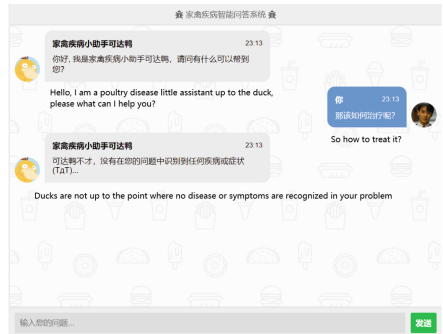 家禽疾病智能问答系统
家禽疾病小助手可达鸭 23:13
你好, 我是家禽疾病小助手可达鸭, 请问有什么可以帮到
您?
Hello, I am a poultry disease little assistant up to the duck,
please what can I help you?
你 23:13
那该如何治疗呢?
So how to treat it?
家禽疾病小助手可达鸭 23:13
可达鸭不才, 没有在您的问题中识别到任何疾病或症状
(TДT)...
Ducks are not up to the point where no disease or symptoms are recognized in your problem
输入您的问题... 发送